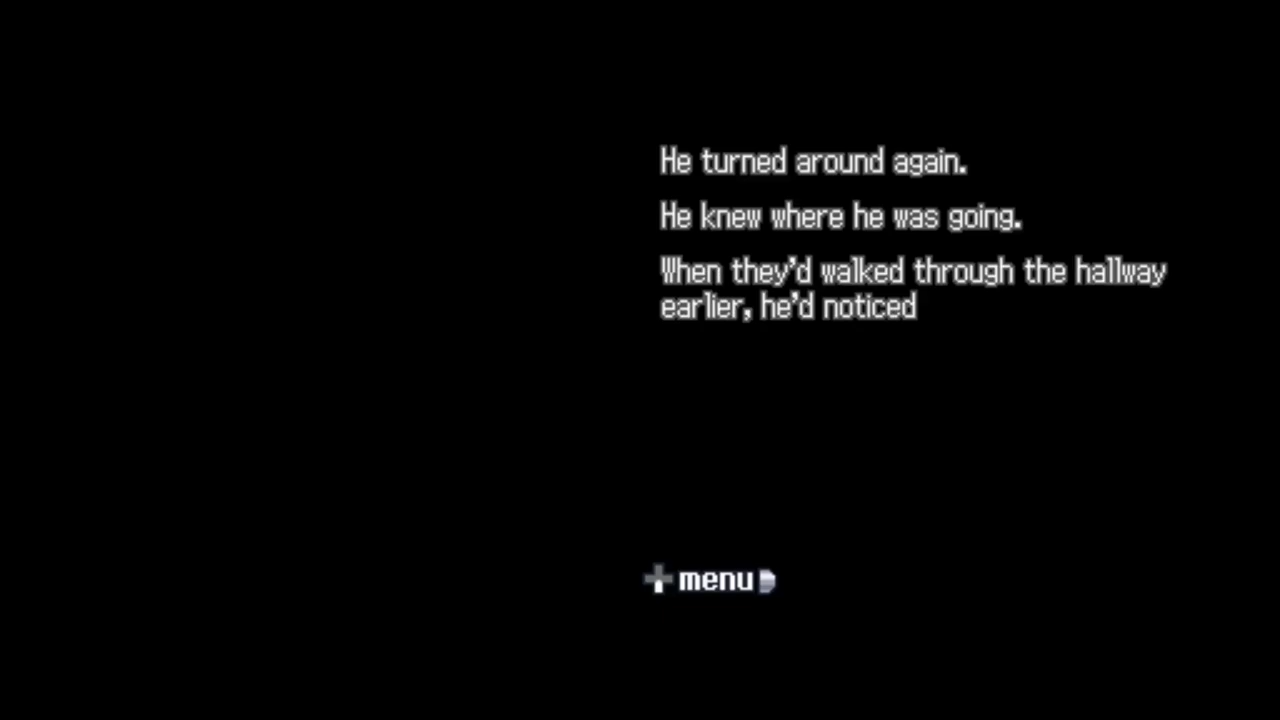 He turned around again.
He knew where he was going.
When they'd walked through the hallway
earlier, he'd noticed
menu